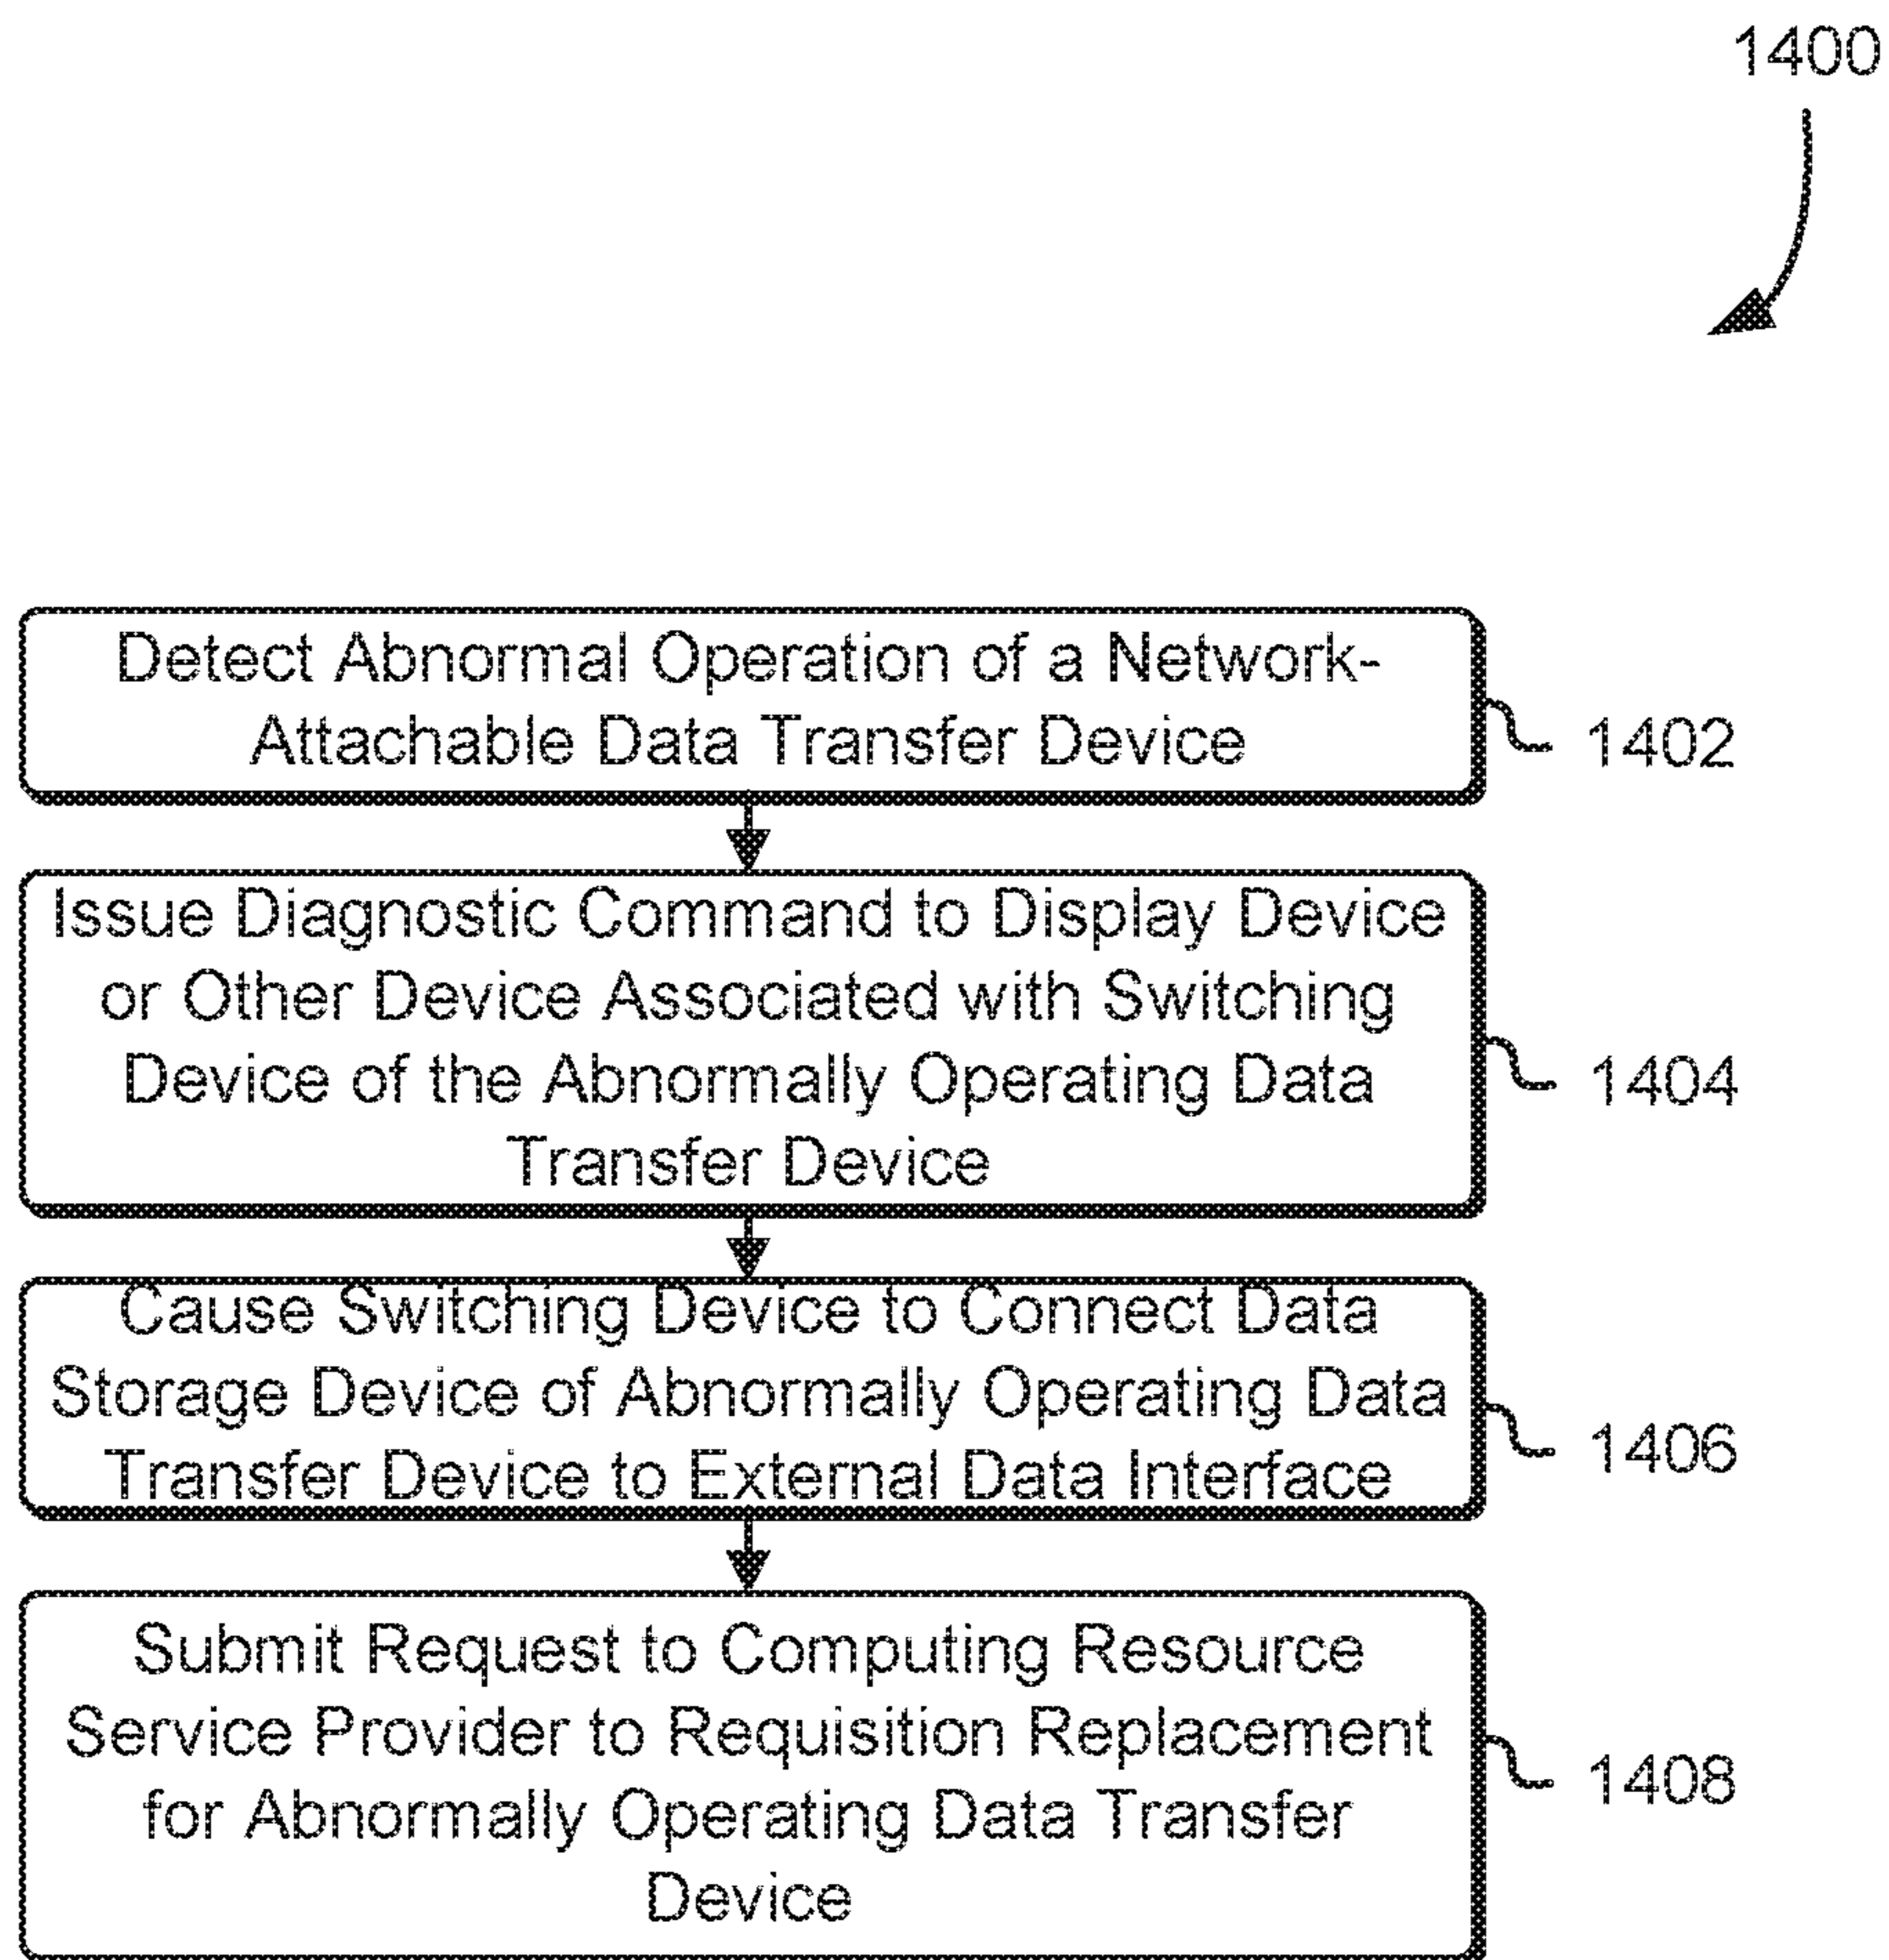 1400
Detect Abnormal Operation of a Network-
Attachable Data Transfer Device
1402
Issue Diagnostic Command to Display Device
or Other Device Associated with Switching
Device of the Abnormally Operating Data
Transfer Device
1404
Cause Switching Device to Connect Data
Storage Device of Abnormally Operating Data
Transfer Device to External Data Interface
1406
Submit Request to Computing Resource
Service Provider to Requisition Replacement
for Abnormally Operating Data Transfer
Device
1408